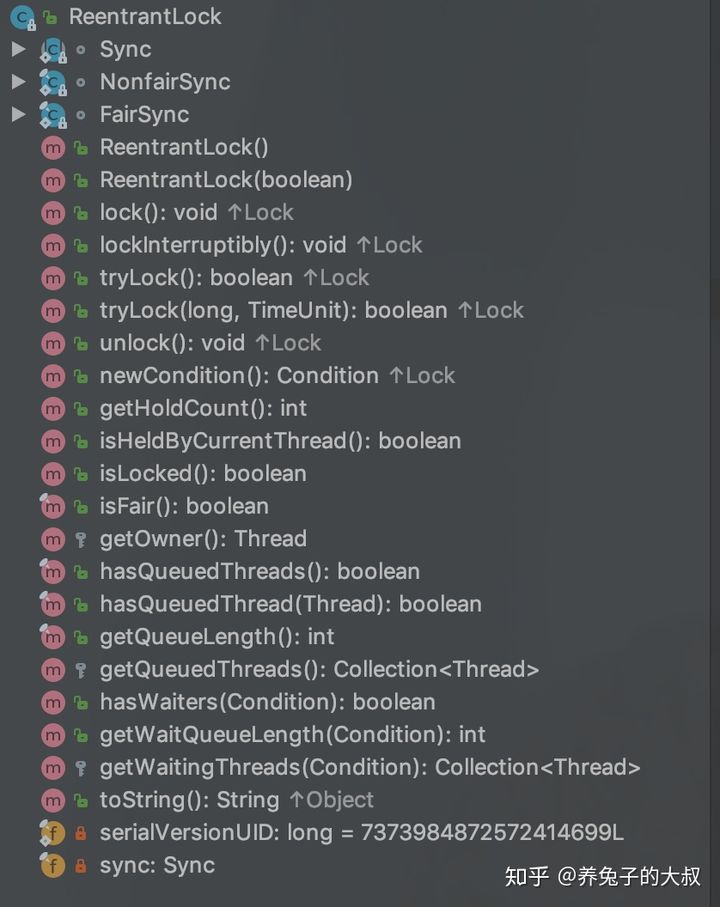 ReentrantLock
Sync
NonfairSync
FairSync
ReentrantLock()
ReentrantLock(boolean)
lock(): void ↑Lock
lockInterruptibly(): void ↑Lock
tryLock(): boolean ↑Lock
tryLock(long, TimeUnit): boolean ↑Lock
unlock(): void ↑Lock
newCondition(): Condition ↑Lock
getHoldCount(): int
isHeldByCurrentThread(): boolean
isLocked(): boolean
isFair(): boolean
getOwner(): Thread
hasQueuedThreads(): boolean
hasQueuedThread(Thread): boolean
getQueueLength(): int
getQueuedThreads(): Collection<Thread>
hasWaiters(Condition): boolean
getWaitQueueLength(Condition): int
getWaitingThreads(Condition): Collection<Thread>
toString(): String ↑Object
serialVersionUID: long = 7373984872572414699L
sync: Sync
知乎 @养兔子的大叔